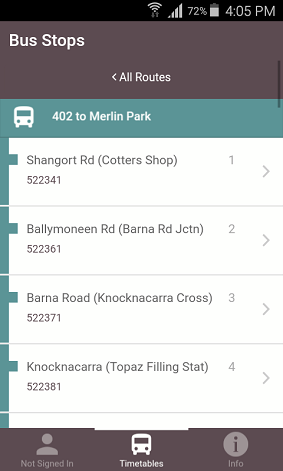 72% 4:05 PM
Bus Stops
All Routes
402 to Merlin Park
Shangort Rd (Cotters Shop) 1
522341
Ballymoneen Rd (Barna Rd Jctn) 2
522361
Barna Road (Knocknacarra Cross) 3
522371
Knocknacarra (Topaz Filling Stat) 4
522381
Not Signed In Timetables Info